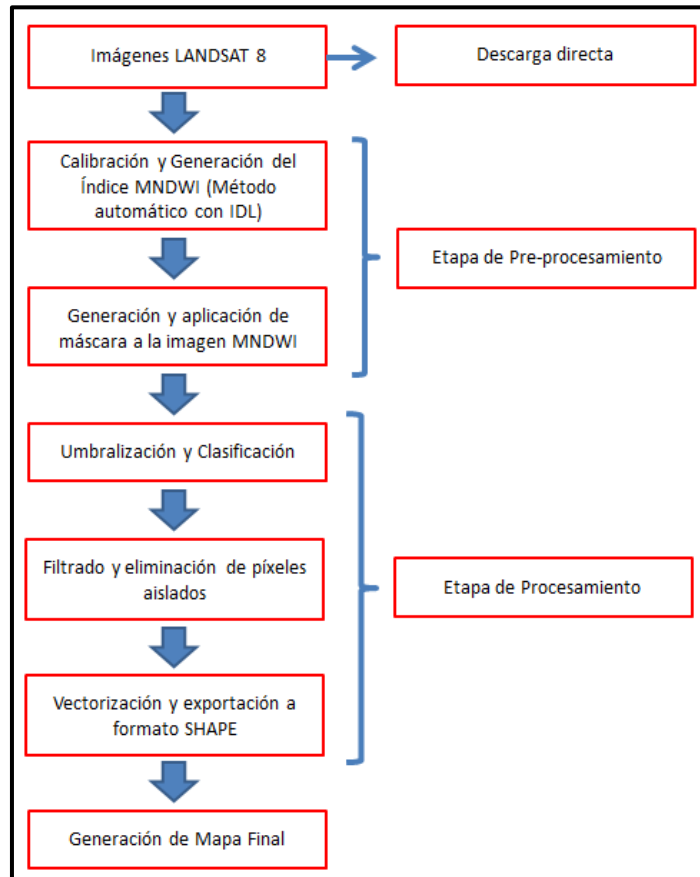 Imágenes LANDSAT 8
Descarga directa
Calibración y Generación del
Índice MNDWI (Método
automático con IDL)
Etapa de Pre-procesamiento
Generación y aplicación de
máscara a la imagen MNDWI
Umbralización y Clasificación
Filtrado y eliminación de píxeles
aislados
Etapa de Procesamiento
Vectorización y exportación a
formato SHAPE
Generación de Mapa Final